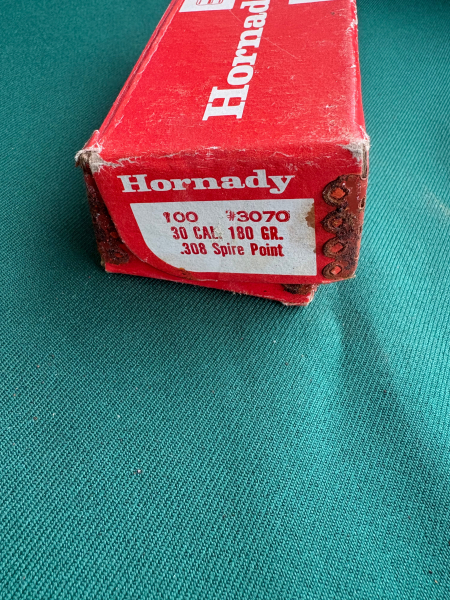 Hornady
Hornady
100 #3070
30 CAL. 180 GR.
.308 Spire Point